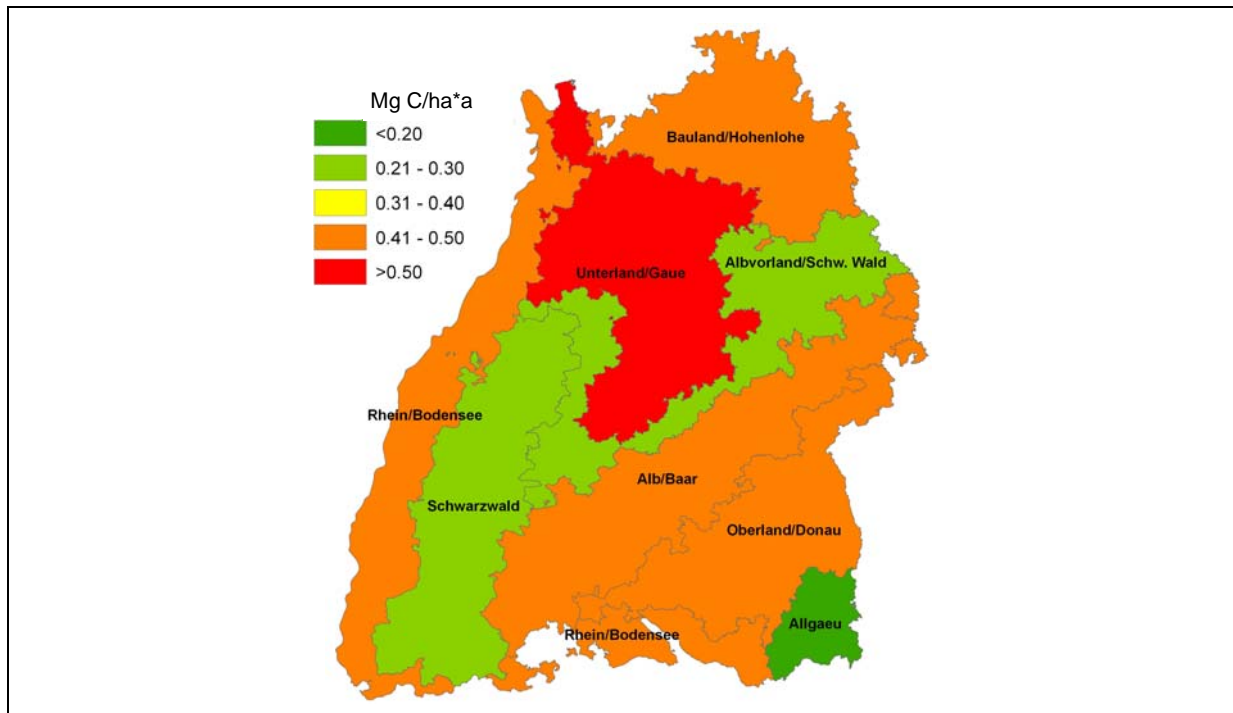 Mg C/ha*a
<0.20
0.21 - 0.30
0.31 - 0.40
0.41 - 0.50
>0.50
Bauland/Hohenlohe
Albvorland/Schw. Wald
Unterland/Gaue
Rhein/Bodensee
Alb/Baar
Schwarzwald
Oberland/Donau
Allgaeu
Rhein/Bodensee